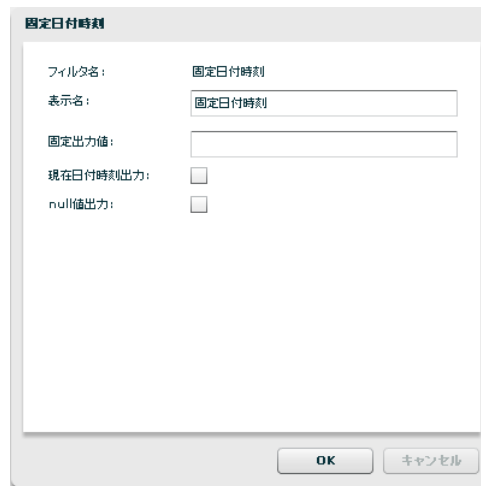 固定日付時刻
フィルタ名: 固定日付時刻
表示名: 固定日付時刻
固定出力値:
現在日付時刻出力:
null値出力:
OK キャンセル